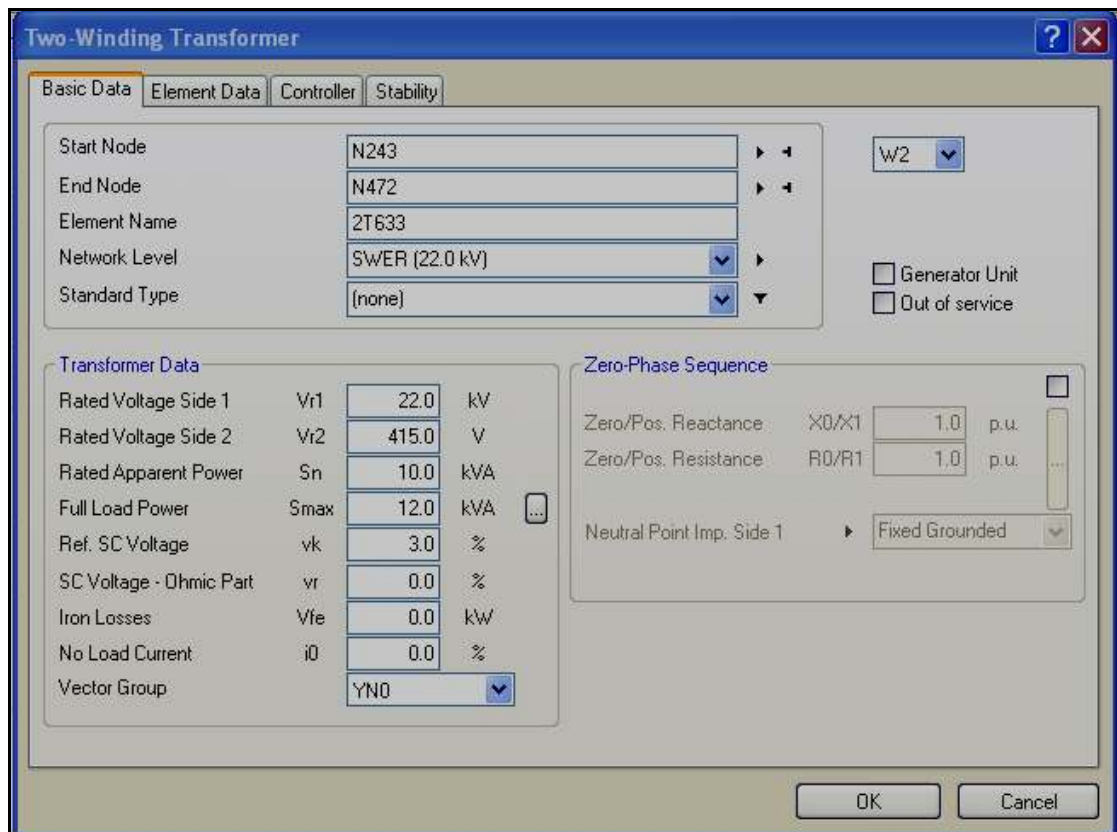 Two-Winding Transformer
Basic Data Element Data Controller Stability
Start Node N243 W2
End Node N472
Element Name 2T633
Network Level SWER (22.0 kV)
Generator Unit
Standard Type (none)
Out of service
Transformer Data
Rated Voltage Side 1 Vr1 22.0 kV
Rated Voltage Side 2 Vr2 415.0 V
Rated Apparent Power Sn 10.0 kVA
Full Load Power Smax 12.0 kVA ...
Ref. SC Voltage vk 3.0 %
SC Voltage - Ohmic Part vr 0.0 %
Iron Losses Vfe 0.0 kW
No Load Current i0 0.0 %
Vector Group YN0
Zero-Phase Sequence
Zero/Pos. Reactance X0/X1 1.0 p.u.
Zero/Pos. Resistance R0/R1 1.0 p.u. ...
Neutral Point Imp. Side 1 Fixed Grounded
OK Cancel